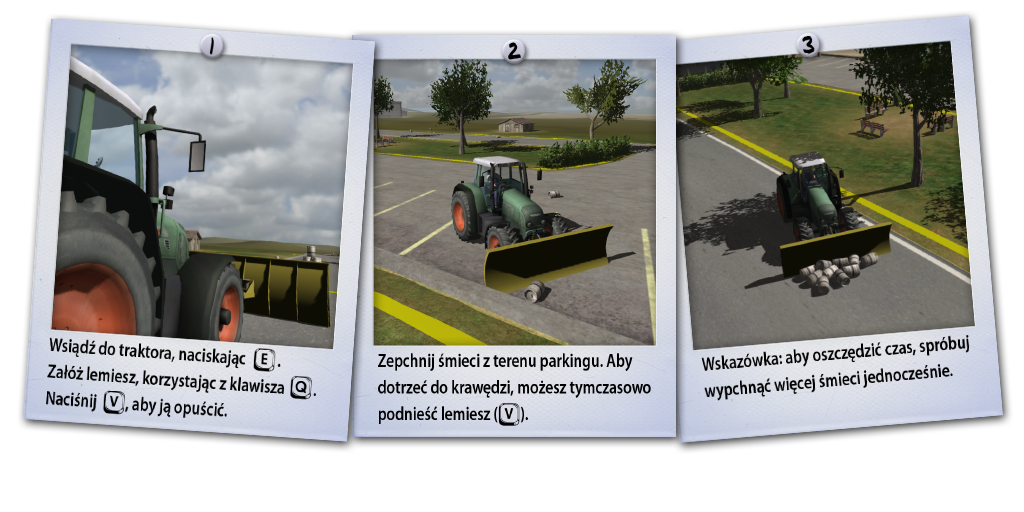 1
Wsiądź do traktora, naciskając E.
Załóż lemiesz, korzystając z klawisza Q.
Naciśnij V, aby ją opuścić.
2
Zepchnij śmieci z terenu parkingu. Aby
dotrzeć do krawędzi, możesz tymczasowo
podnieść lemiesz (V).
3
Wskazówka: aby oszczędzić czas, spróbuj
wypchnąć więcej śmieci jednocześnie.